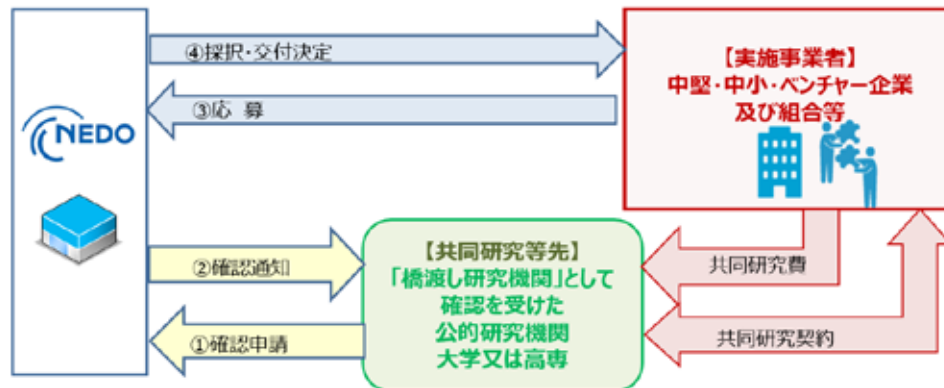 ④採択・交付決定
③応 募
NEDO
【実施事業者】
中堅・中小・ベンチャー企業
及び組合等
②確認通知
①確認申請
【共同研究等先】
「橋渡し研究機関」として
確認を受けた
公的研究機関
大学又は高専
共同研究費
共同研究契約